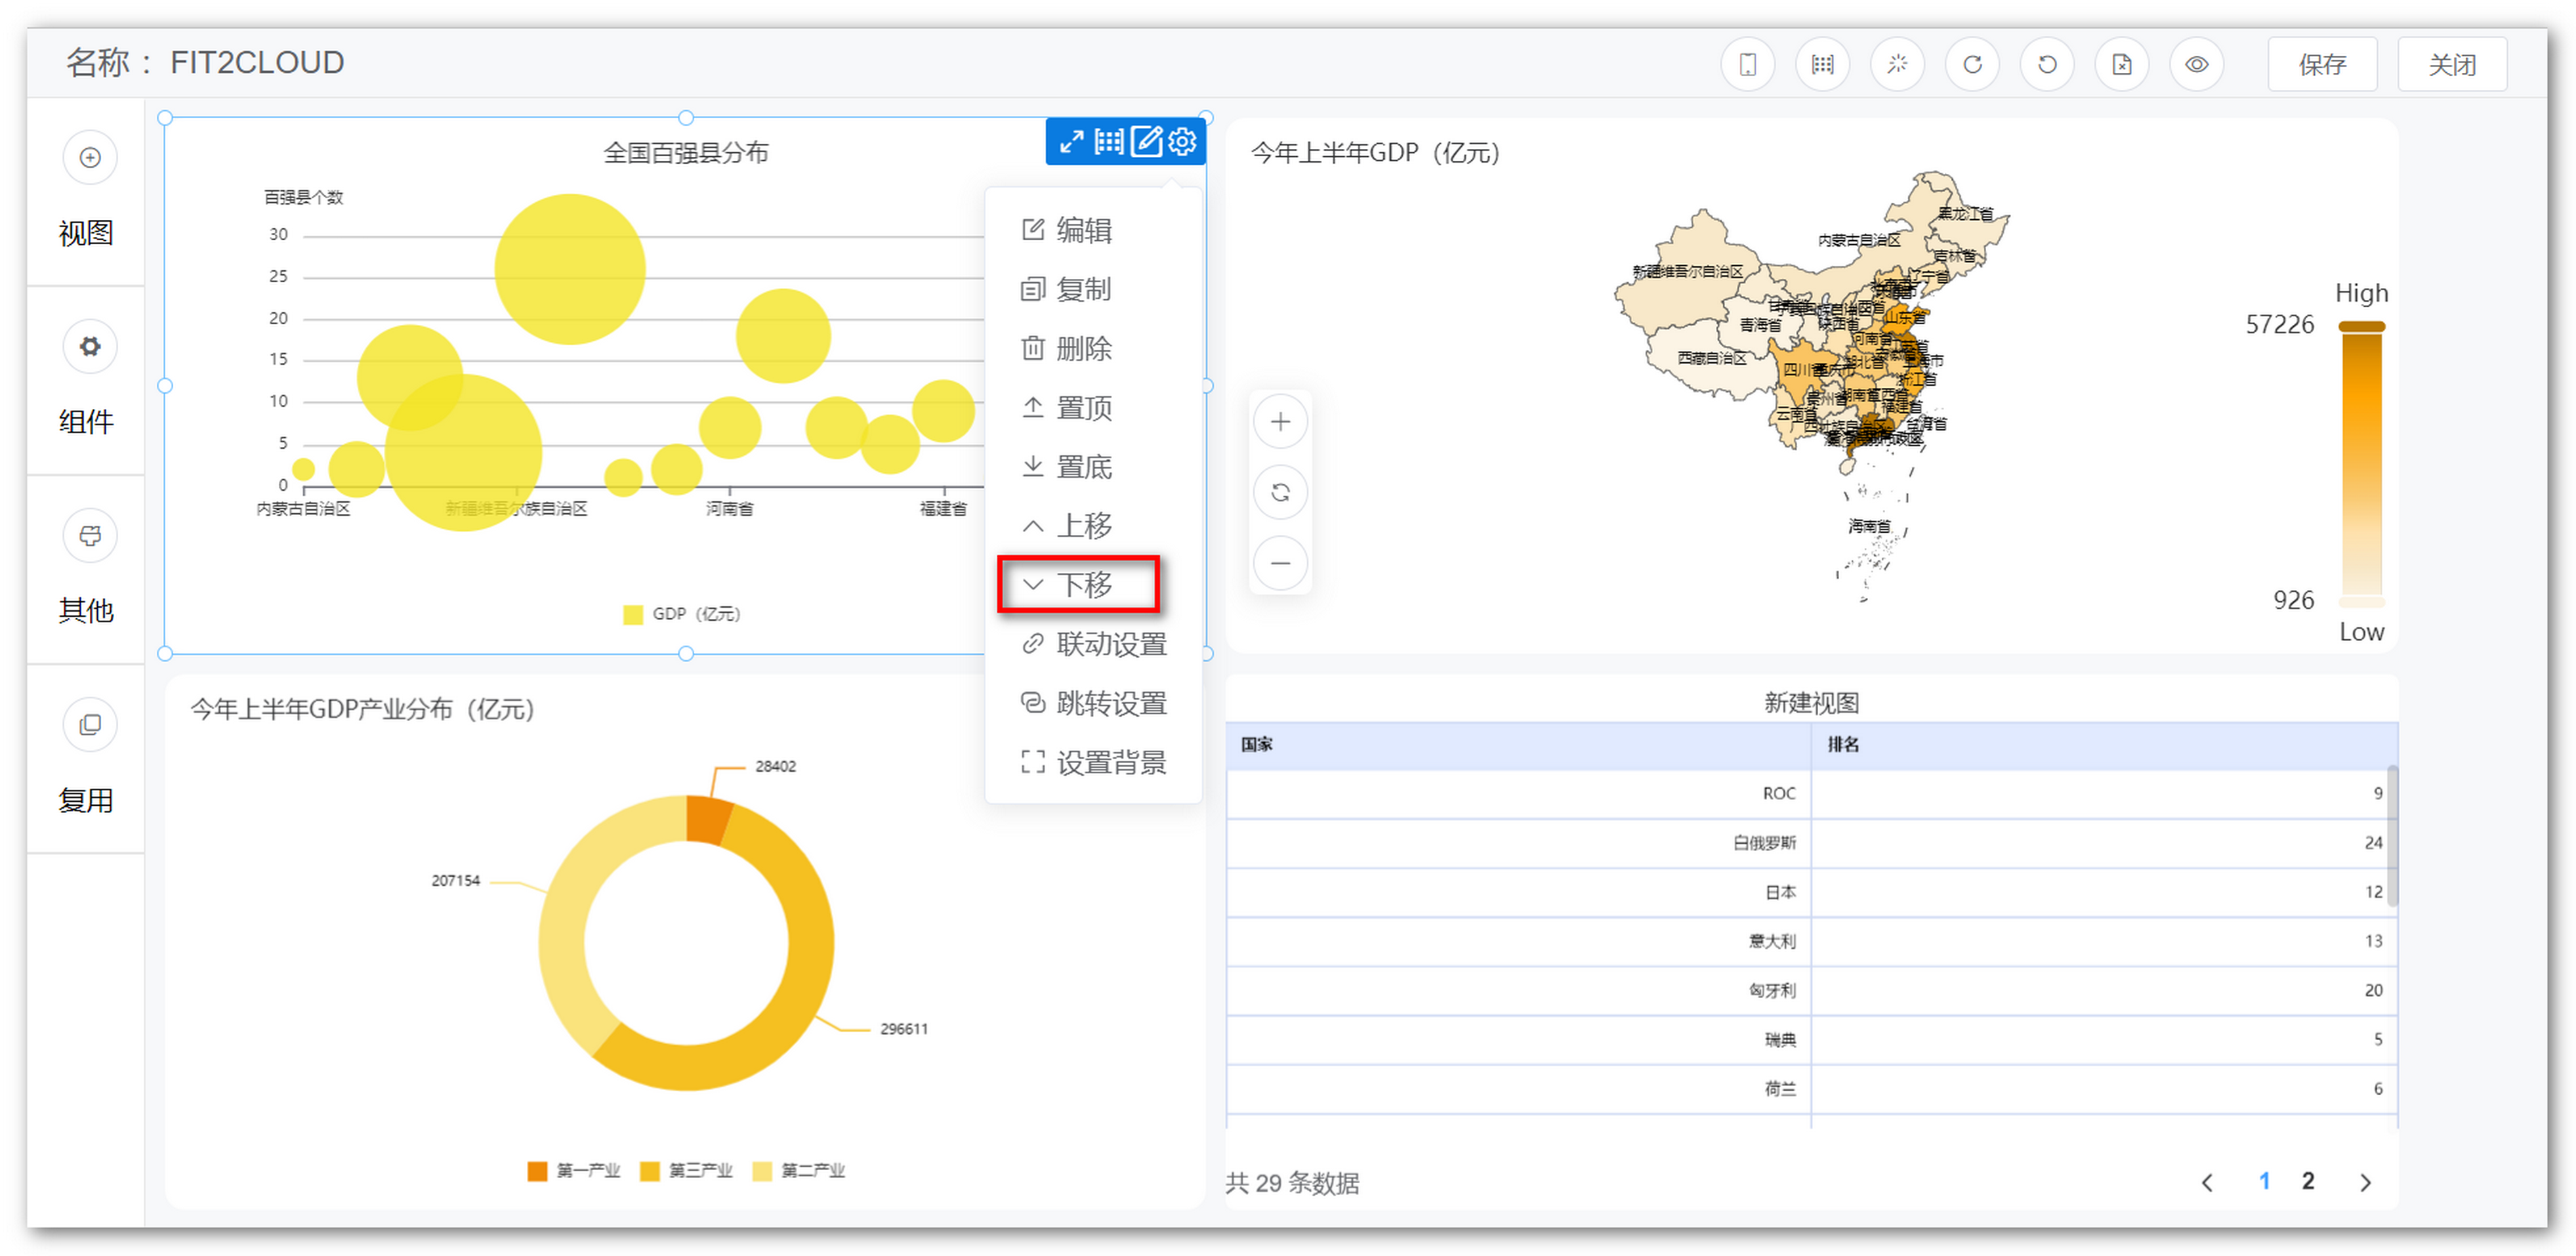 名称： FIT2CLOUD
保存
关闭
视图
组件
其他
复用
全国百强县分布
百强县个数
30
25
20
15
10
5
0
内蒙古自治区
新疆维吾尔族自治区
河南省
福建省
GDP（亿元）
编辑
复制
删除
置顶
置底
上移
下移
联动设置
跳转设置
设置背景
今年上半年GDP（亿元）
黑龙江省
内蒙古自治区
吉林省
新疆维吾尔自治区
辽宁省
青海省
陕西省
山东省
河南省
西藏自治区
四川省
湖北省
浙江省
贵州省
湖南省
云南省
福建省
海南省
High
57226
926
Low
今年上半年GDP产业分布（亿元）
28402
207154
296611
第一产业
第三产业
第二产业
新建视图
国家 排名
ROC 9
白俄罗斯 24
日本 12
意大利 13
匈牙利 20
瑞典 5
荷兰 6
共 29 条数据
1 2